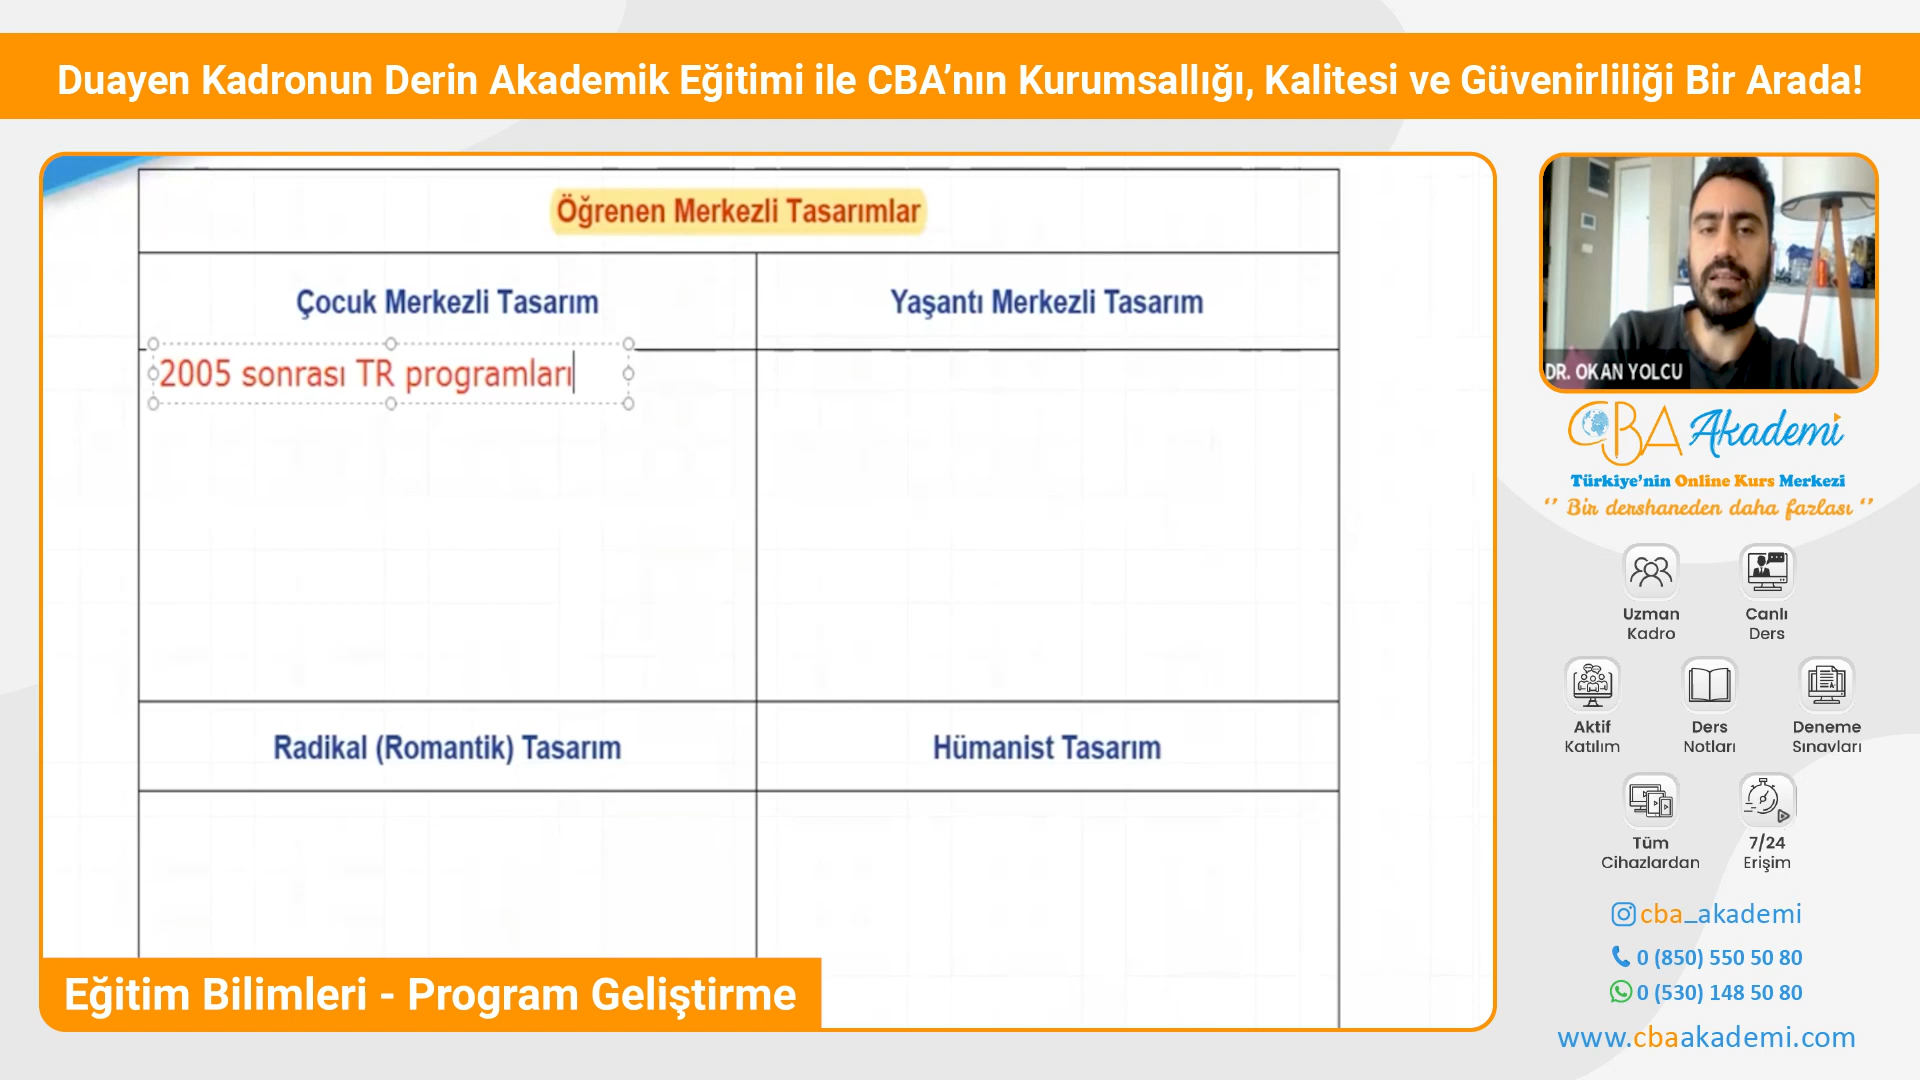 Duayen Kadronun Derin Akademik Eğitimi ile CBA’nın Kurumsallığı, Kalitesi ve Güvenirliliği Bir Arada!
Öğrenen Merkezli Tasarımlar
Çocuk Merkezli Tasarım
Yaşantı Merkezli Tasarım
2005 sonrası TR programları
Radikal (Romantik) Tasarım
Hümanist Tasarım
Eğitim Bilimleri - Program Geliştirme
DR. OKAN YOLCU
CBA Akademi
Türkiye’nin Online Kurs Merkezi
‘‘ Bir dershaneden daha fazlası ‘’
Uzman Kadro
Canlı Ders
Aktif Katılım
Ders Notları
Deneme Sınavları
Tüm Cihazlardan
7/24 Erişim
cba_akademi
0 (850) 550 50 80
0 (530) 148 50 80
www.cbaakademi.com